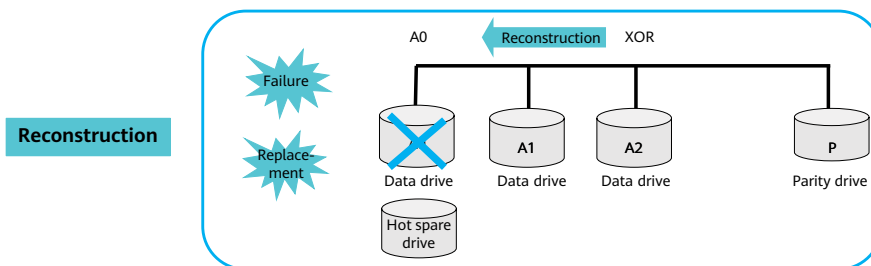 A0
Reconstruction
XOR
Failure
Reconstruction
Replace-
ment
A1
A2
P
Data drive
Data drive
Data drive
Parity drive
Hot spare
drive